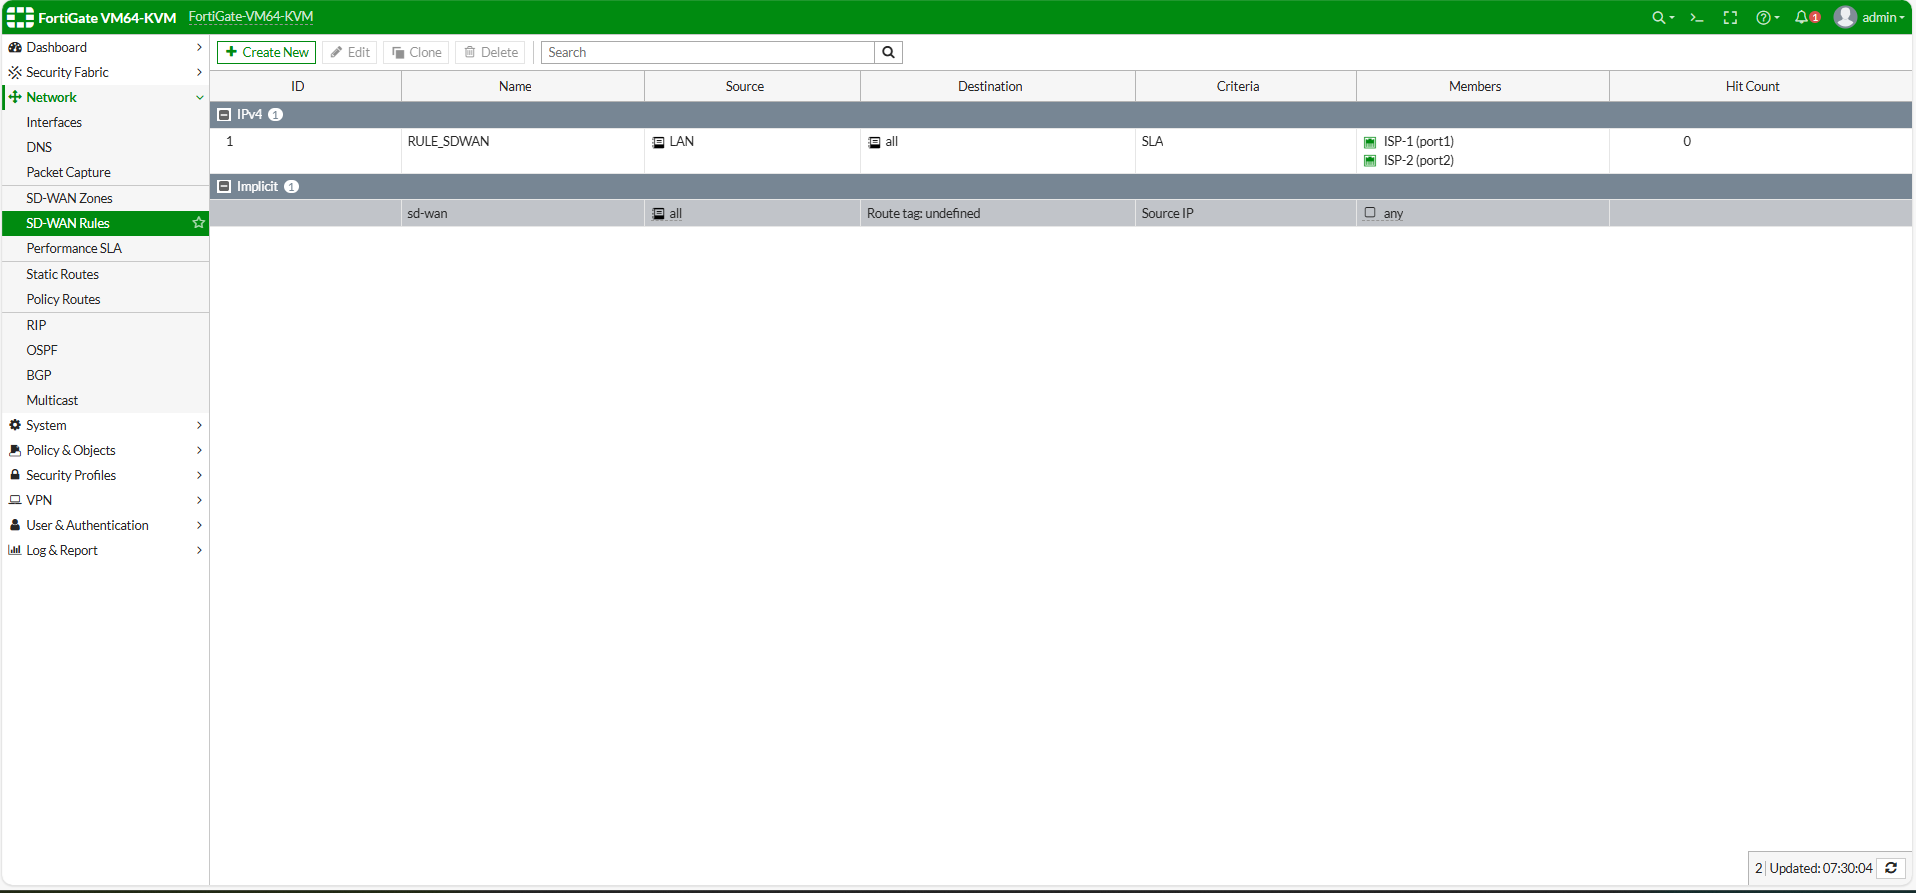 FortiGate VM64-KVM FortiGate-VM64-KVM 1 admin
Dashboard
Security Fabric
Network
Interfaces
DNS
Packet Capture
SD-WAN Zones
SD-WAN Rules
Performance SLA
Static Routes
Policy Routes
RIP
OSPF
BGP
Multicast
System
Policy & Objects
Security Profiles
VPN
User & Authentication
Log & Report
Create New Edit Clone Delete Search
ID Name Source Destination Criteria Members Hit Count
IPv4 1
1 RULE_SDWAN LAN all SLA ISP-1 (port1) 0
ISP-2 (port2)
Implicit 1
sd-wan all Route tag: undefined Source IP any
2 Updated: 07:30:04